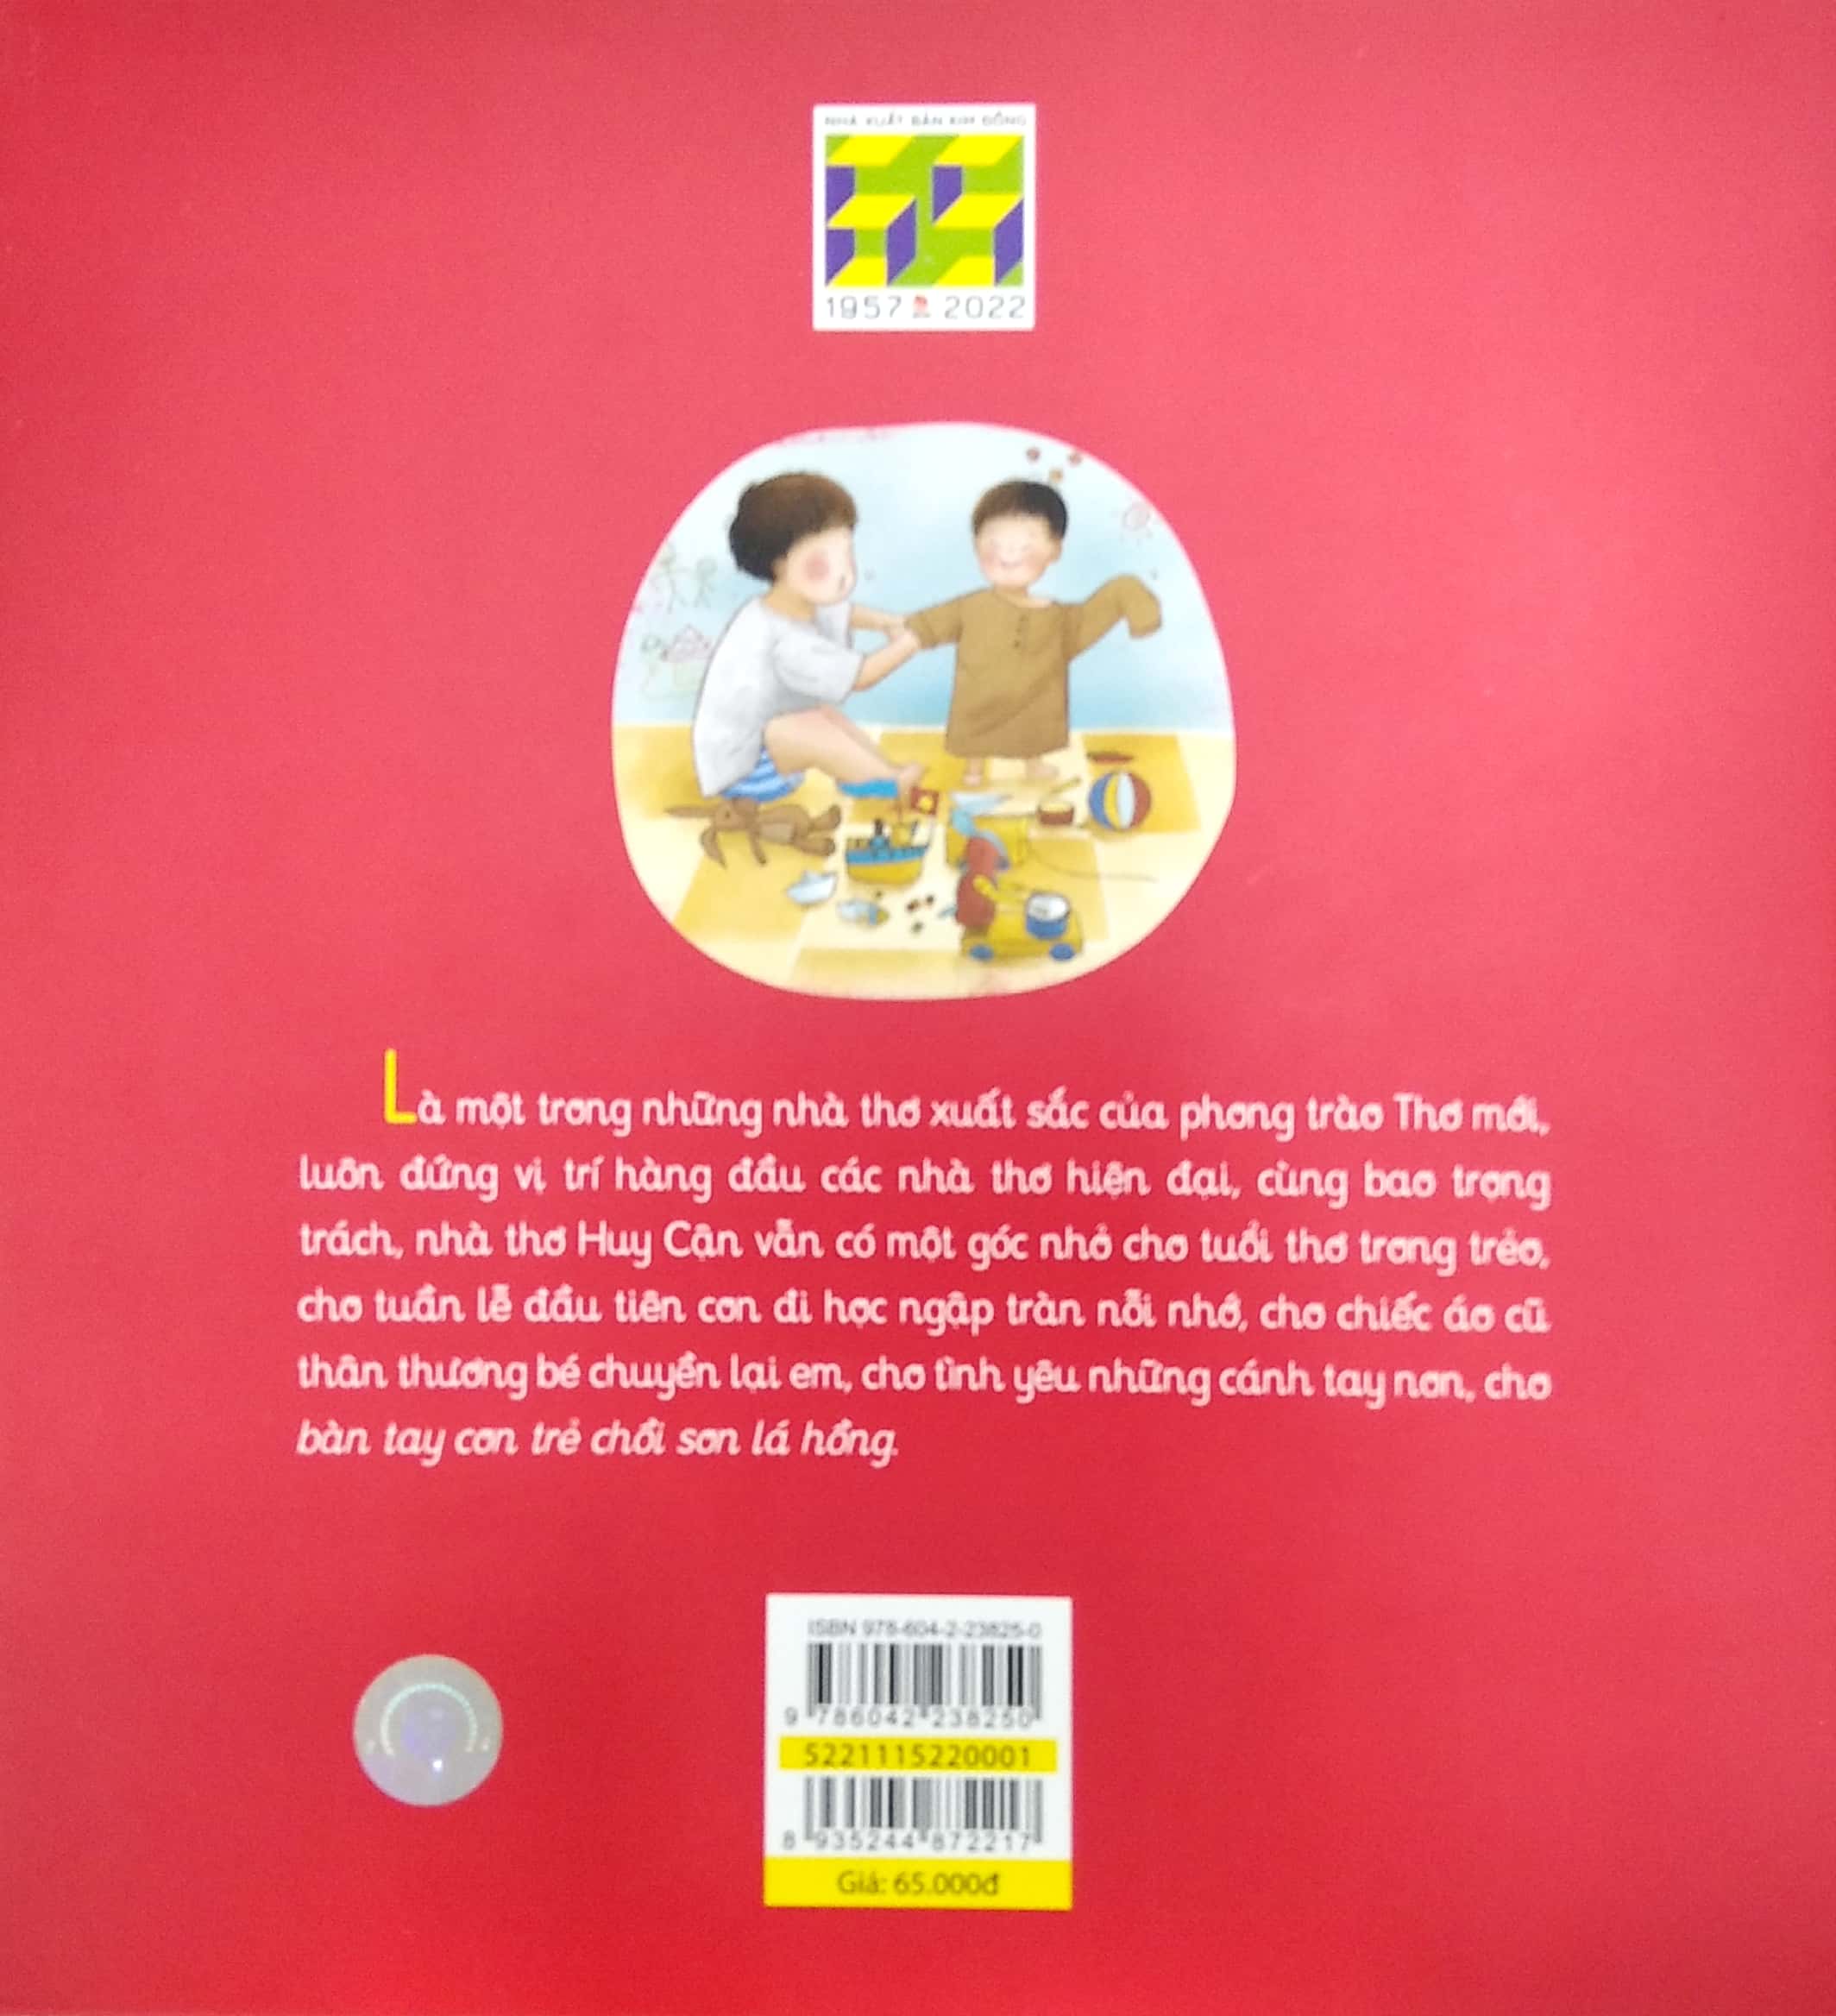 NHÀ XUẤT BẢN KIM ĐỒNG
1957 2022
Là một trong những nhà thơ xuất sắc của phong trào Thơ mới,
luôn đứng vị trí hàng đầu các nhà thơ hiện đại, cùng bao trọng
trách, nhà thơ Huy Cận vẫn có một góc nhỏ cho tuổi thơ trong trẻo,
cho tuần lễ đầu tiên con đi học ngập tràn nỗi nhớ, cho chiếc áo cũ
thân thương bé chuyền lại em, cho tình yêu những cánh tay non, cho
bàn tay con trẻ chồi son lá hồng.
ISBN 978-604-2-23825-0
9 786042 238250
5221115220001
8 935244 872217
Giá: 65.000đ